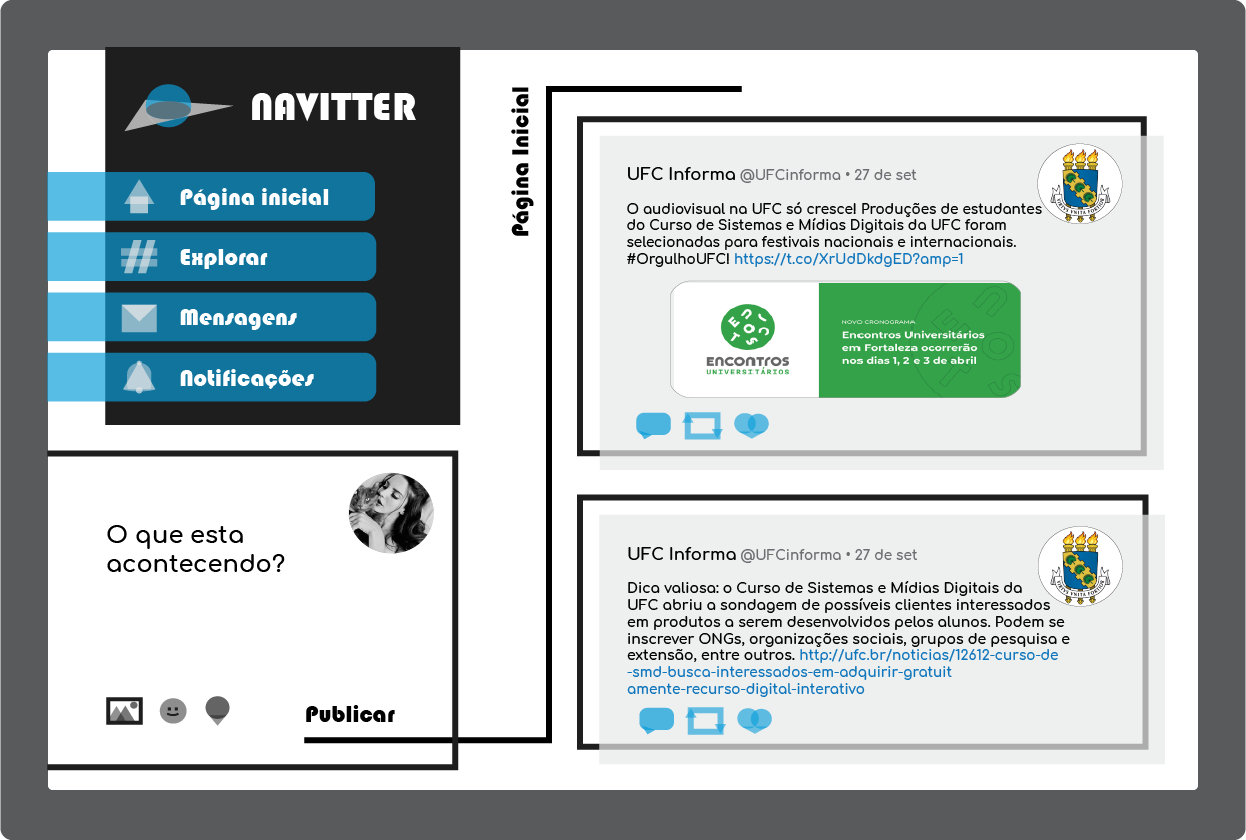 NAVITTER
Página inicial
Explorar
Mensagens
Notificações
O que esta
acontecendo?
Publicar
Página Inicial
UFC Informa @UFCinforma • 27 de set
O audiovisual na UFC só cresce! Produções de estudantes
do Curso de Sistemas e Mídias Digitais da UFC foram
selecionadas para festivais nacionais e internacionais.
#OrgulhoUFC! https://t.co/XrUdDkdgED?amp=1
ENCONTROS
UNIVERSITÁRIOS
NOVO CRONOGRAMA
Encontros Universitários
em Fortaleza ocorrerão
nos dias 1, 2 e 3 de abril
UFC Informa @UFCinforma • 27 de set
Dica valiosa: o Curso de Sistemas e Mídias Digitais da
UFC abriu a sondagem de possíveis clientes interessados
em produtos a serem desenvolvidos pelos alunos. Podem se
inscrever ONGs, organizações sociais, grupos de pesquisa e
extensão, entre outros. http://ufc.br/noticias/12612-curso-de
-smd-busca-interessados-em-adquirir-gratuit
amente-recurso-digital-interativo